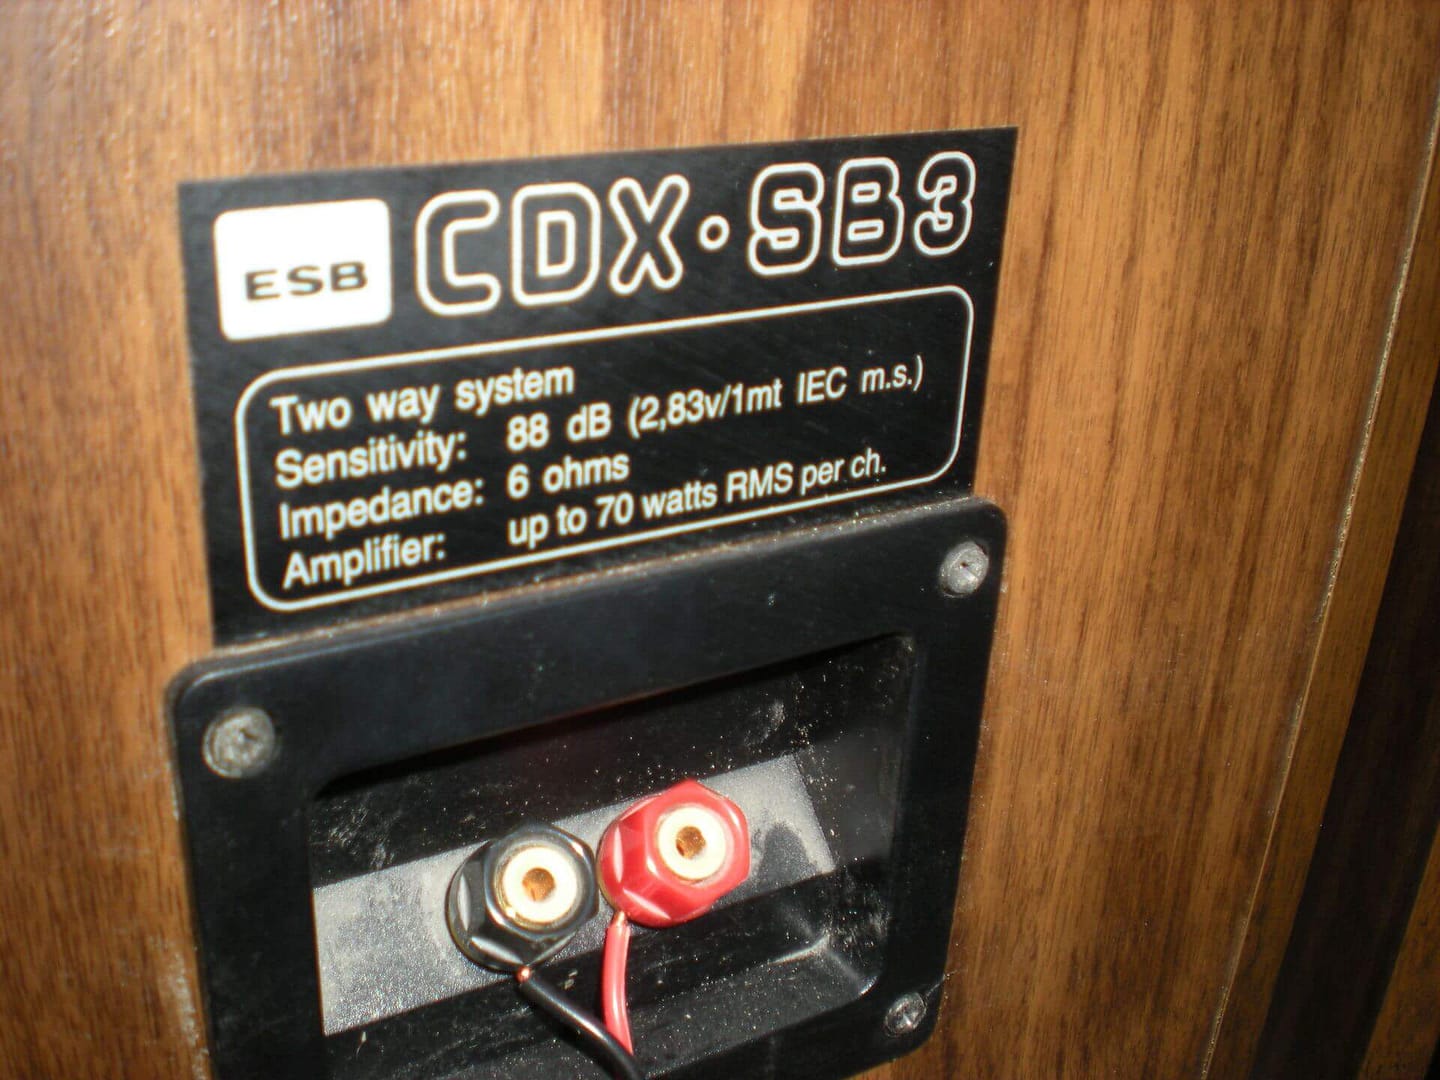 ESB CDX·SB3
Two way system
Sensitivity: 88 dB (2,83v/1mt IEC m.s.)
Impedance: 6 ohms
Amplifier: up to 70 watts RMS per ch.